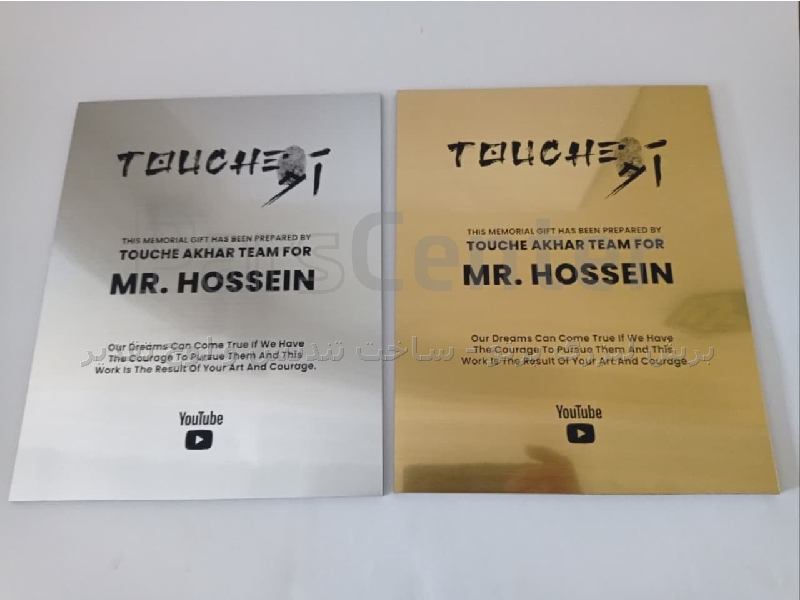 TOUCHE
THIS MEMORIAL GIFT HAS BEEN PREPARED BY
TOUCHE AKHAR TEAM FOR
MR. HOSSEIN
Our Dreams Can Come True If We Have
The Courage To Pursue Them And This
Work Is The Result Of Your Art And Courage.
YouTube
TOUCHE
THIS MEMORIAL GIFT HAS BEEN PREPARED BY
TOUCHE AKHAR TEAM FOR
MR. HOSSEIN
Our Dreams Can Come True If We Have
The Courage To Pursue Them And This
Work Is The Result Of Your Art And Courage.
YouTube
Center
ساخت